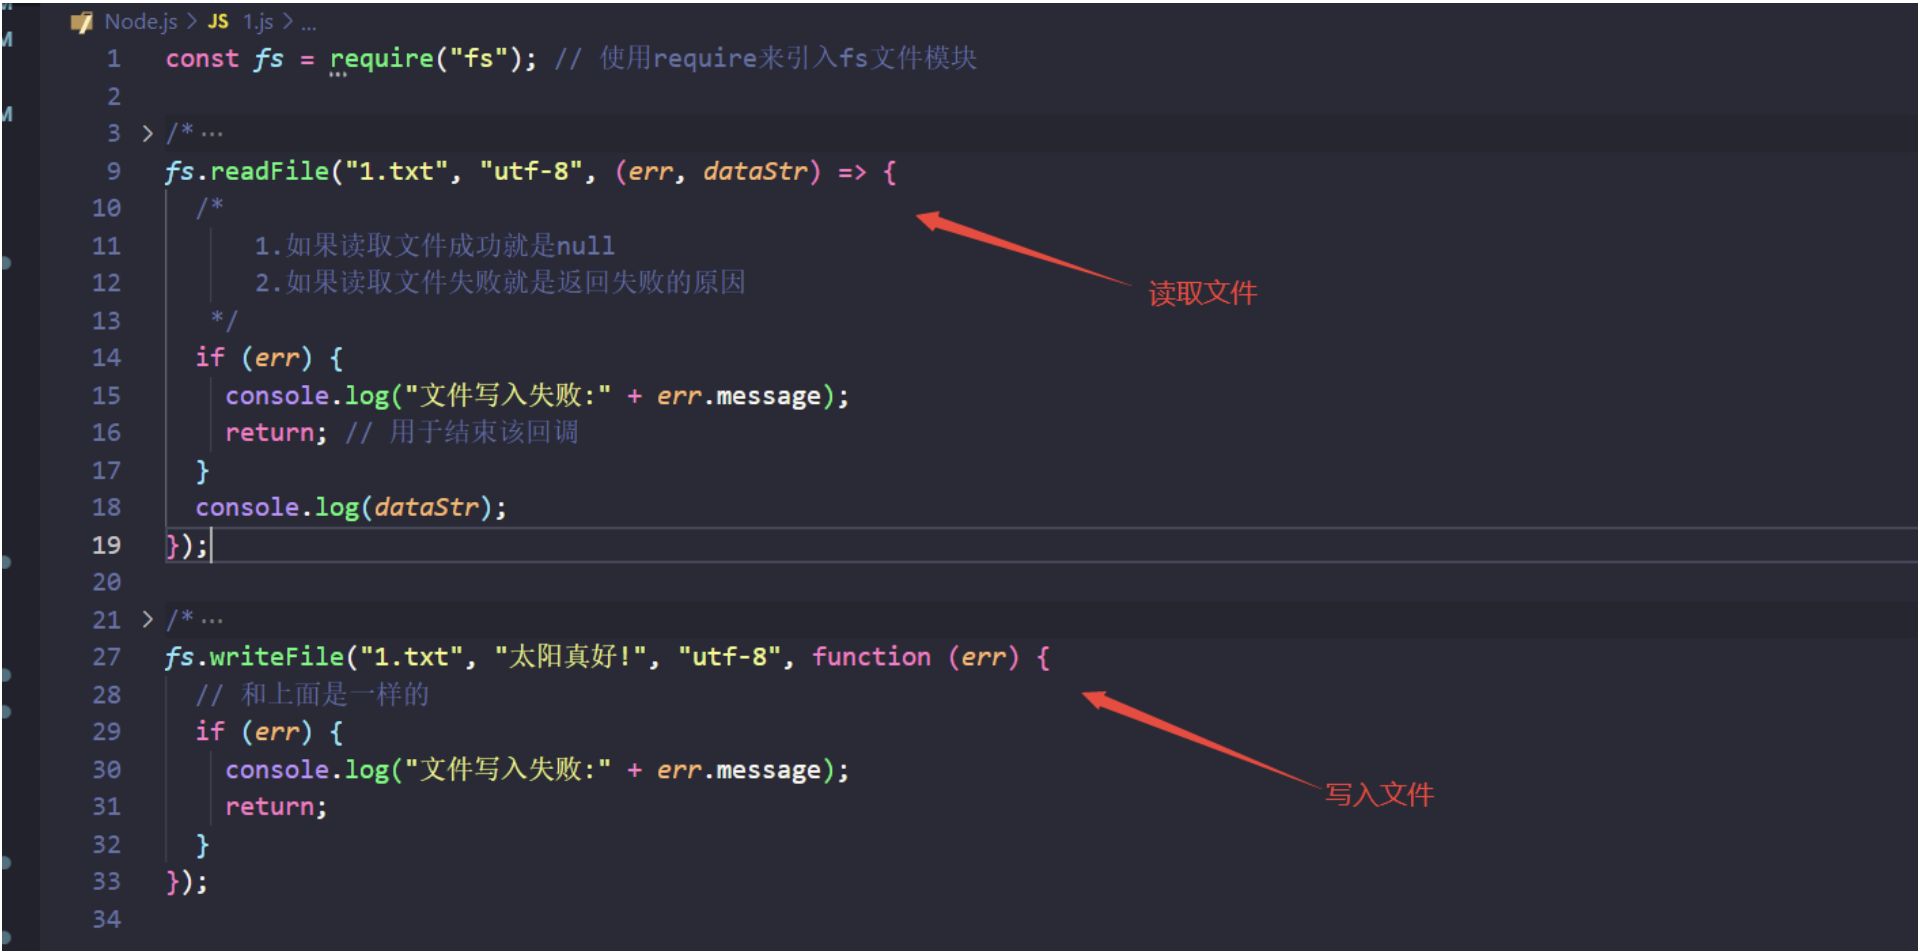 Node.js > JS 1.js > ...
1 const fs = require("fs"); // 使用require来引入fs文件模块
2
3 > /* ...
9 fs.readFile("1.txt", "utf-8", (err, dataStr) => {
10 /*
11 1.如果读取文件成功就是null
12 2.如果读取文件失败就是返回失败的原因
读取文件
13 */
14 if (err) {
15 console.log("文件写入失败:" + err.message);
16 return; // 用于结束该回调
17 }
18 console.log(dataStr);
19 });
20
21 > /* ...
27 fs.writeFile("1.txt", "太阳真好!", "utf-8", function (err) {
28 // 和上面是一样的
29 if (err) {
30 console.log("文件写入失败:" + err.message);
写入文件
31 return;
32 }
33 });
34